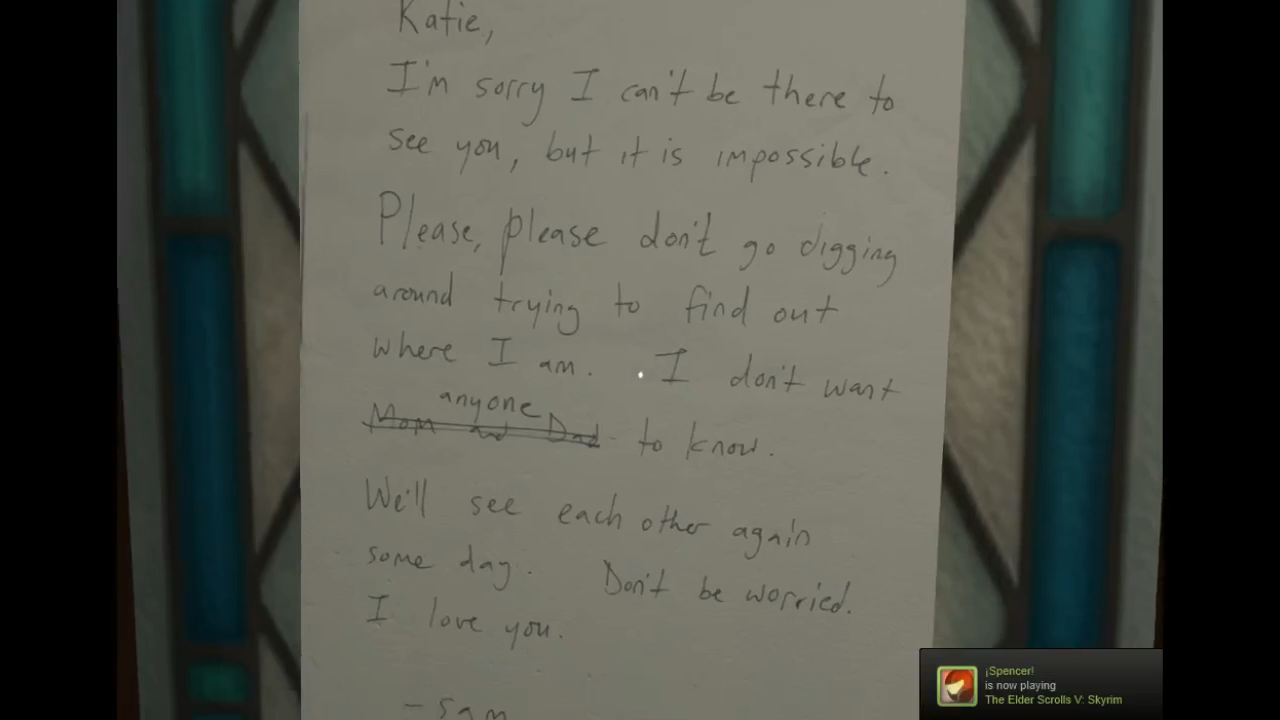 Katie,
I'm sorry I can't be there to
see you, but it is impossible.
Please, please don't go digging
around trying to find out
where I am. I don't want
anyone
Mom and Dad to know.
We'll see each other again
some day. Don't be worried.
I love you.
- sam
¡Spencer!
is now playing
The Elder Scrolls V: Skyrim